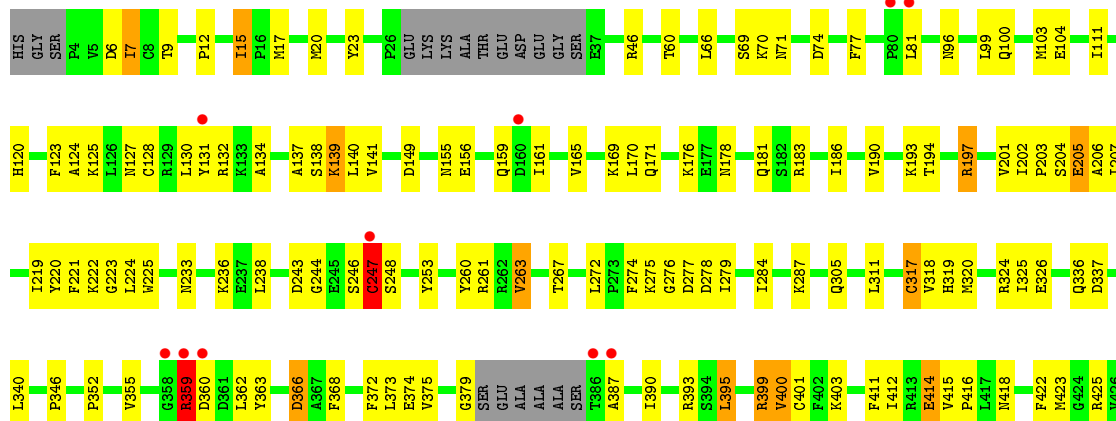 HIS GLY SER P4 V5 D6 I7 C8 T9 P12 I15 P16 M17 M20 Y23 P26 GLU LYS LYS ALA THR GLU ASP GLU GLY SER E37 R46 T60 L66 S69 K70 N71 D74 F77 P80 L81 N96 L99 Q100 M103 E104 I111
H120 F123 A124 K125 L126 N127 C128 R129 L130 Y131 R132 K133 A134 A137 S138 K139 L140 V141 D149 N155 E156 Q159 D160 I161 V165 K169 L170 Q171 K176 E177 N178 Q181 S182 R183 I186 V190 K193 T194 R197 V201 I202 P203 S204 E205 A206
I219 Y220 F221 K222 G223 L224 W225 N233 K236 E237 L238 D243 G244 E245 S246 C247 S248 Y253 Y260 R261 R262 V263 T267 L272 P273 F274 K275 G276 D277 D278 I279 I284 K287 Q305 L311 C317 V318 H319 M320 R324 I325 E326 Q336 D337
L340 P346 P352 V355 G358 R359 D360 D361 L362 Y363 D366 A367 F368 F372 L373 E374 V375 G379 SER GLU ALA ALA ALA SER T386 A387 I390 R393 S394 L395 R399 V400 C401 F402 K403 F411 I412 R413 E414 V415 P416 L417 N418 F422 M423 G424 R425 V426